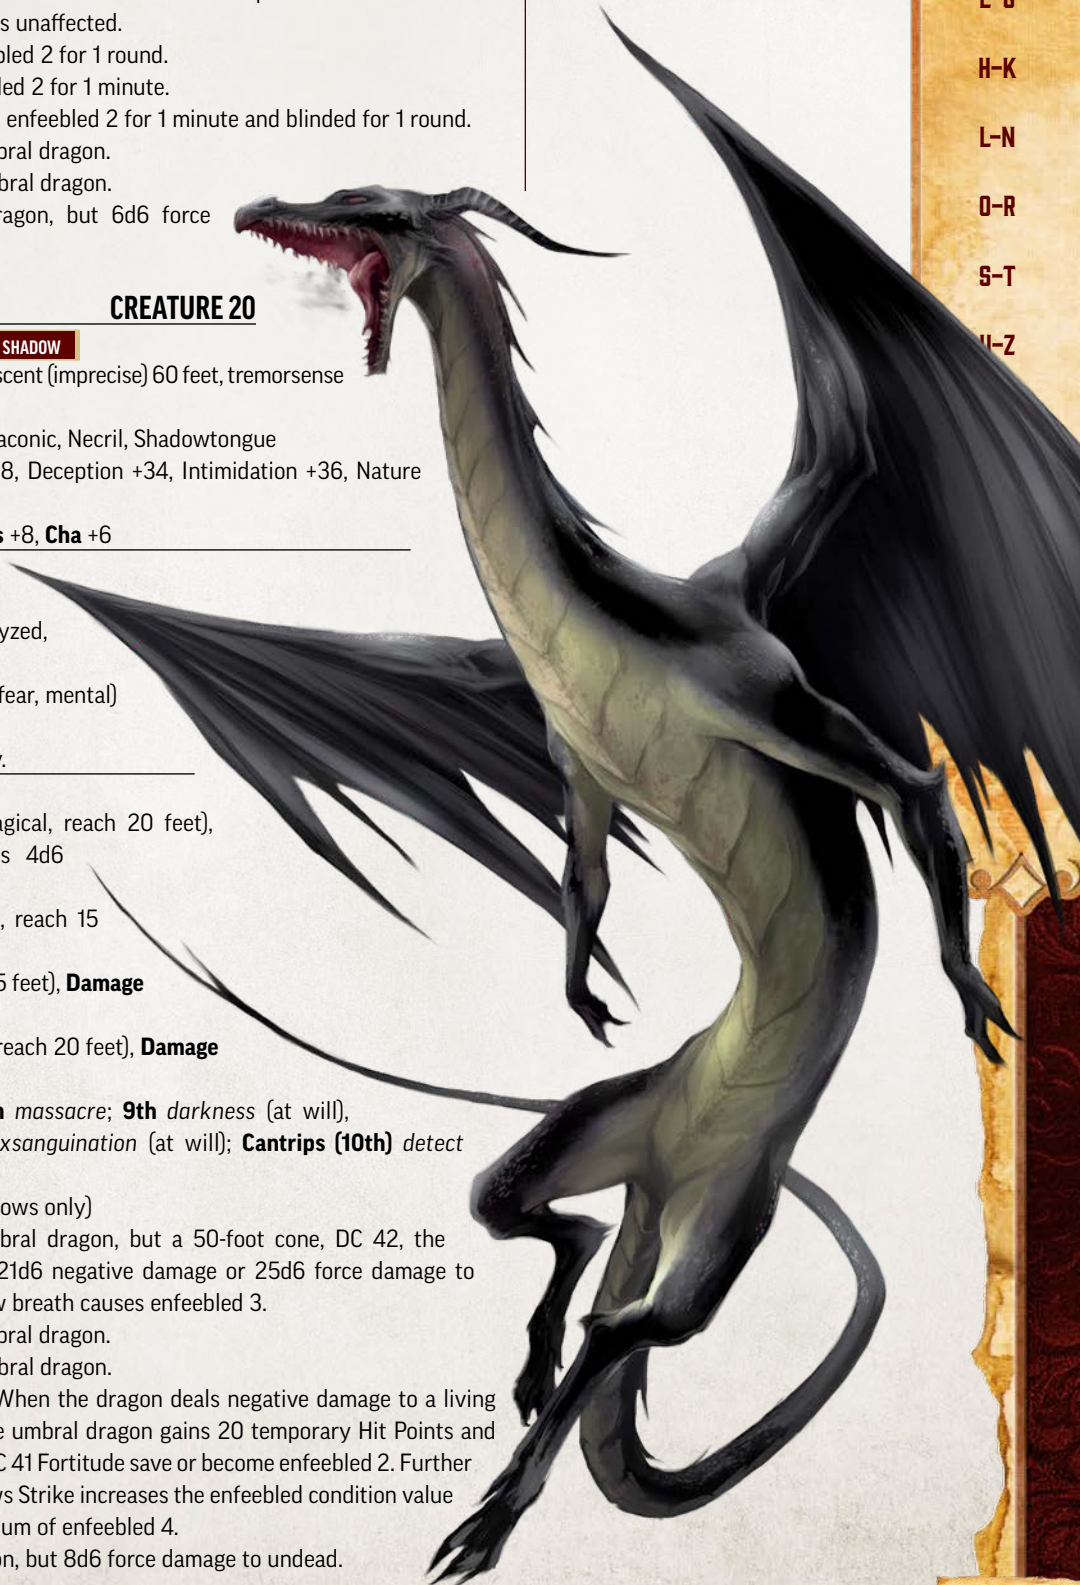 s unaffected.
bled 2 for 1 round.
led 2 for 1 minute.
enfeebled 2 for 1 minute and blinded for 1 round.
bral dragon.
bral dragon.
ragon, but 6d6 force
CREATURE 20
SHADOW
scent (imprecise) 60 feet, tremorsense
aconic, Necril, Shadowtongue
8, Deception +34, Intimidation +36, Nature
s +8, Cha +6
yzed,
fear, mental)
agical, reach 20 feet),
s 4d6
, reach 15
5 feet), Damage
reach 20 feet), Damage
h massacre; 9th darkness (at will),
xsanguination (at will); Cantrips (10th) detect
ows only)
bral dragon, but a 50-foot cone, DC 42, the
21d6 negative damage or 25d6 force damage to
w breath causes enfeebled 3.
bral dragon.
bral dragon.
When the dragon deals negative damage to a living
e umbral dragon gains 20 temporary Hit Points and
C 41 Fortitude save or become enfeebled 2. Further
ws Strike increases the enfeebled condition value
um of enfeebled 4.
on, but 8d6 force damage to undead.
H–K
L–N
O–R
S–T
U–Z